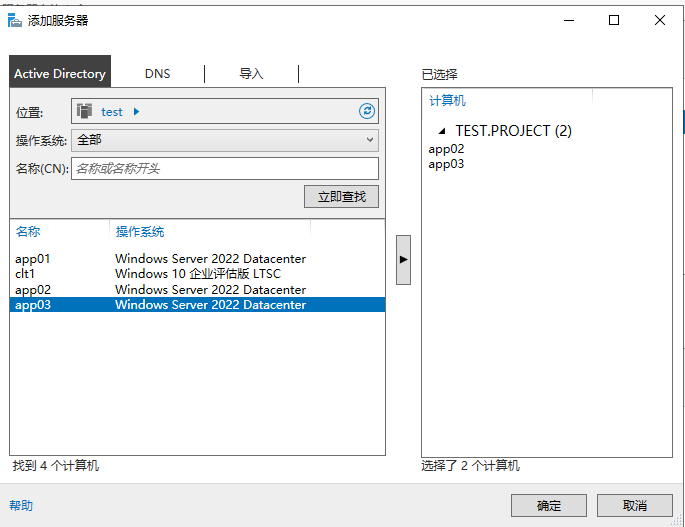 添加服务器
Active Directory
DNS
导入
位置:
test
操作系统:
全部
名称(CN):
名称或名称开头
立即查找
名称 操作系统
app01 Windows Server 2022 Datacenter
clt1 Windows 10 企业评估版 LTSC
app02 Windows Server 2022 Datacenter
app03 Windows Server 2022 Datacenter
找到 4 个计算机
已选择
计算机
TEST.PROJECT (2)
app02
app03
选择了 2 个计算机
帮助
确定
取消